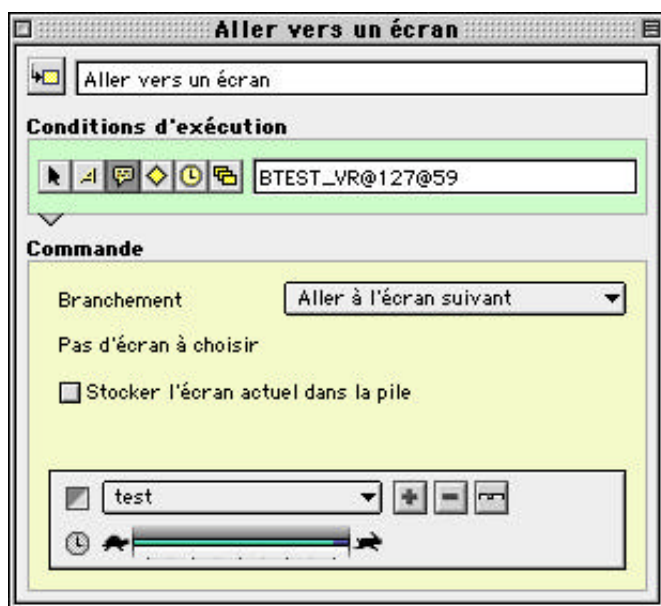 Aller vers un écran
Aller vers un écran
Conditions d'exécution
BTEST_VR@127@59
Commande
Branchement Aller à l'écran suivant
Pas d'écran à choisir
Stocker l'écran actuel dans la pile
test